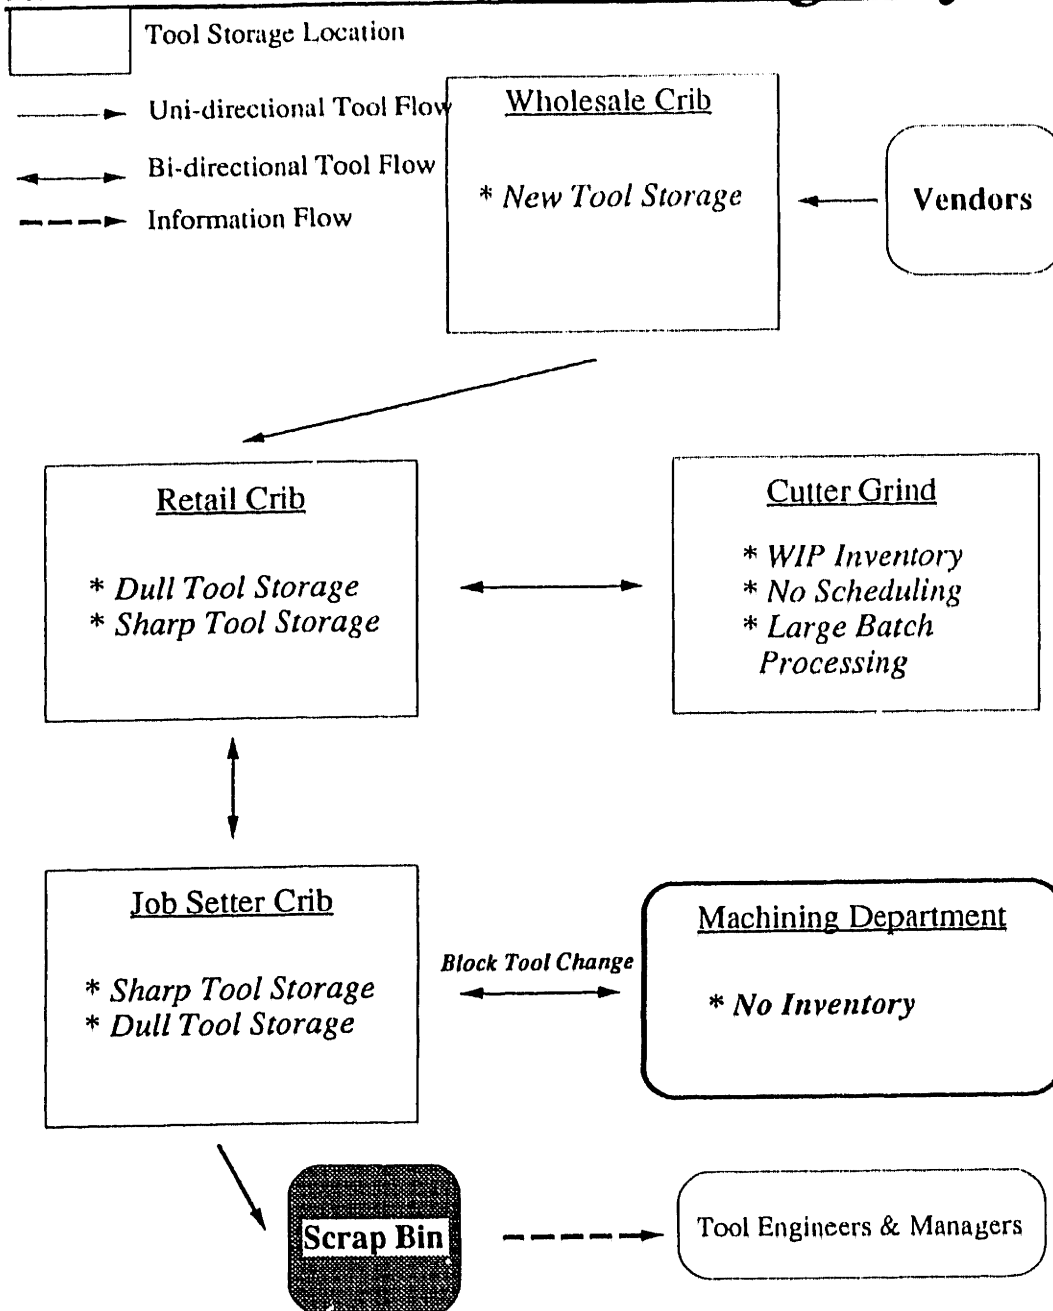 Tool Storage Location
Uni-directional Tool Flow
Bi-directional Tool Flow
Information Flow
Wholesale Crib
* New Tool Storage
Vendors
Retail Crib
* Dull Tool Storage
* Sharp Tool Storage
Cutter Grind
* WIP Inventory
* No Scheduling
* Large Batch
Processing
Job Setter Crib
* Sharp Tool Storage
* Dull Tool Storage
Block Tool Change
Machining Department
* No Inventory
Scrap Bin
Tool Engineers & Managers